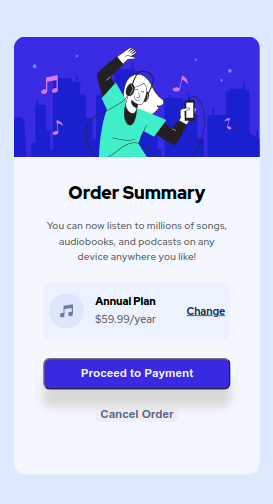 Order Summary
You can now listen to millions of songs,
audiobooks, and podcasts on any
device anywhere you like!
Annual Plan
$59.99/year
Change
Proceed to Payment
Cancel Order